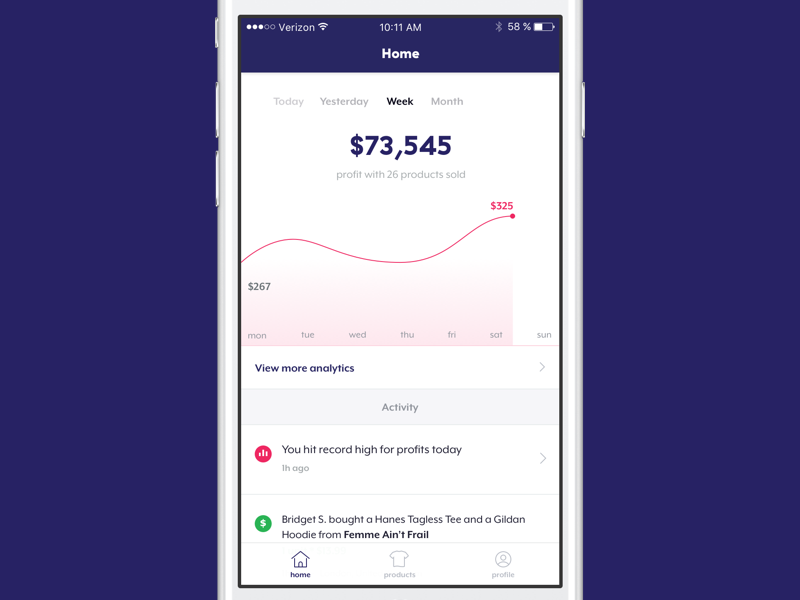 Verizon 10:11 AM 58 %
Home
Today Yesterday Week Month
$73,545
profit with 26 products sold
$325
$267
mon tue wed thu fri sat sun
View more analytics
Activity
You hit record high for profits today
1h ago
$
Bridget S. bought a Hanes Tagless Tee and a Gildan
Hoodie from Femme Ain't Frail
home products profile